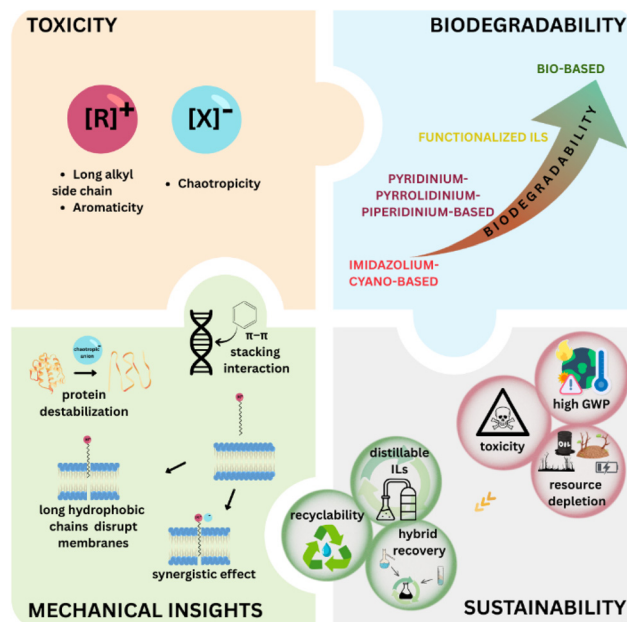 TOXICITY
[R]+
[X]-
• Long alkyl
side chain
• Aromaticity
• Chaotropicity
BIODEGRADABILITY
BIO-BASED
FUNCTIONALIZED ILS
PYRIDINIUM-
PYRROLIDINIUM-
PIPERIDINIUM-BASED
IMIDAZOLIUM-
CYANO-BASED
BIODEGRADABILITY
chaotropic
anion
protein
destabilization
π-π
stacking
interaction
long hydrophobic
chains disrupt
membranes
synergistic effect
MECHANICAL INSIGHTS
high GWP
toxicity
OIL
resource
depletion
distillable
ILs
recyclability
hybrid
recovery
SUSTAINABILITY